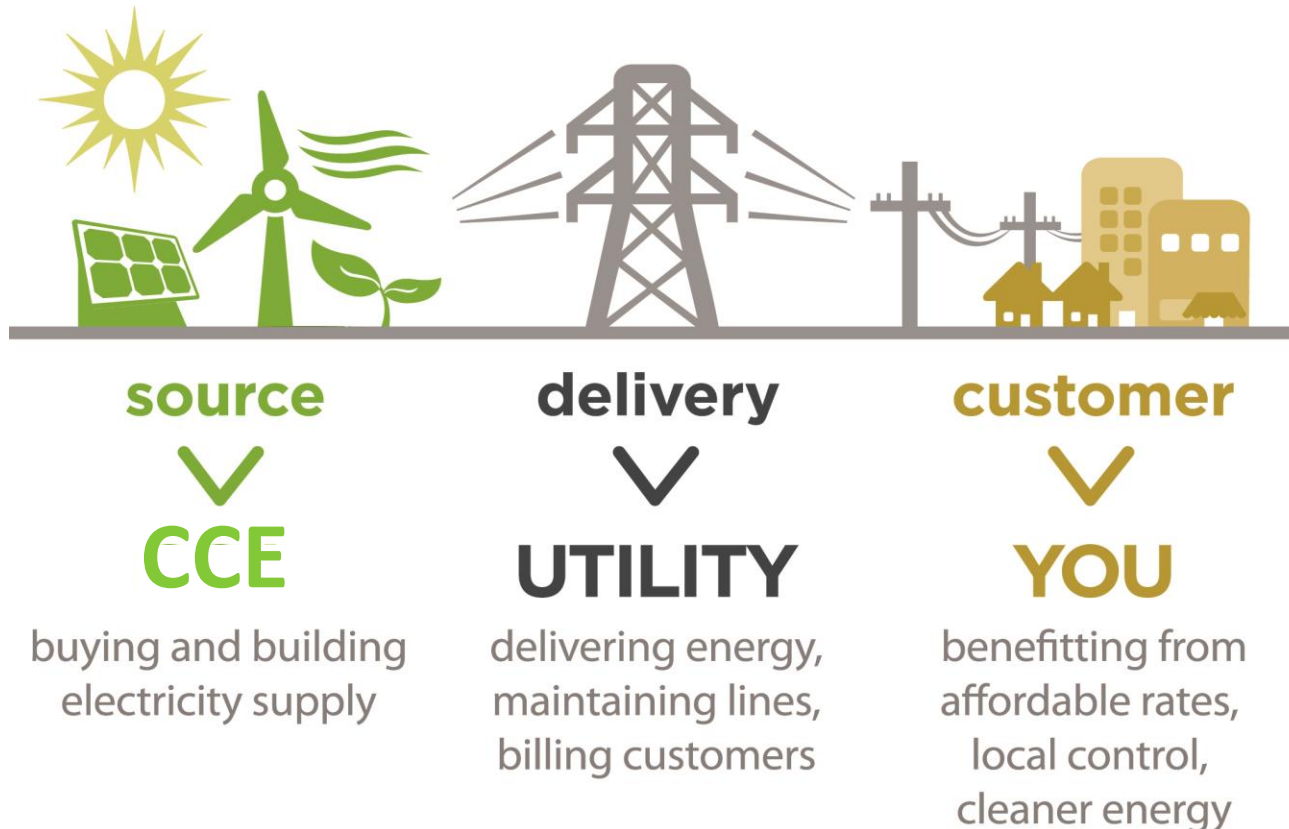 source
CCE
buying and building
electricity supply
delivery
UTILITY
delivering energy,
maintaining lines,
billing customers
customer
YOU
benefitting from
affordable rates,
local control,
cleaner energy